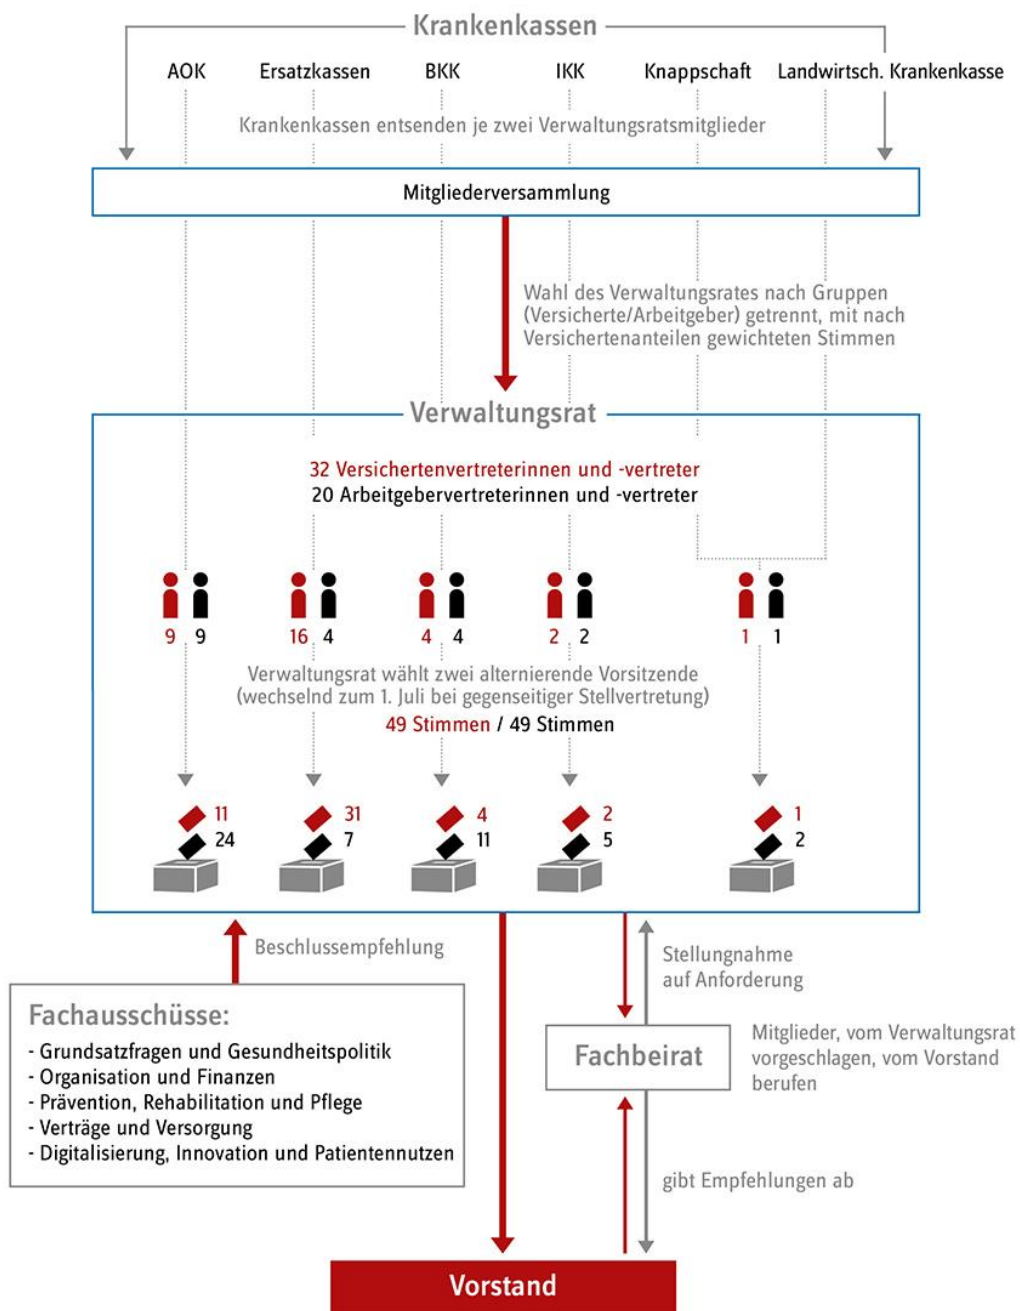 Krankenkassen
AOK Ersatzkassen BKK IKK Knappschaft Landwirtsch. Krankenkasse
Krankenkassen entsenden je zwei Verwaltungsratsmitglieder
Mitgliederversammlung
Wahl des Verwaltungsrates nach Gruppen
(Versicherte/Arbeitgeber) getrennt, mit nach
Versichertenanteilen gewichteten Stimmen
Verwaltungsrat
32 Versichertenvertreterinnen und -vertreter
20 Arbeitgebervertreterinnen und -vertreter
9 9 16 4 4 4 2 2 1 1
Verwaltungsrat wählt zwei alternierende Vorsitzende
(wechselnd zum 1. Juli bei gegenseitiger Stellvertretung)
49 Stimmen / 49 Stimmen
11 31 4 2 1
24 7 11 5 2
Beschlussempfehlung
Fachausschüsse:
- Grundsatzfragen und Gesundheitspolitik
- Organisation und Finanzen
- Prävention, Rehabilitation und Pflege
- Verträge und Versorgung
- Digitalisierung, Innovation und Patientennutzen
Stellungnahme
auf Anforderung
Fachbeirat
Mitglieder, vom Verwaltungsrat
vorgeschlagen, vom Vorstand
berufen
gibt Empfehlungen ab
Vorstand